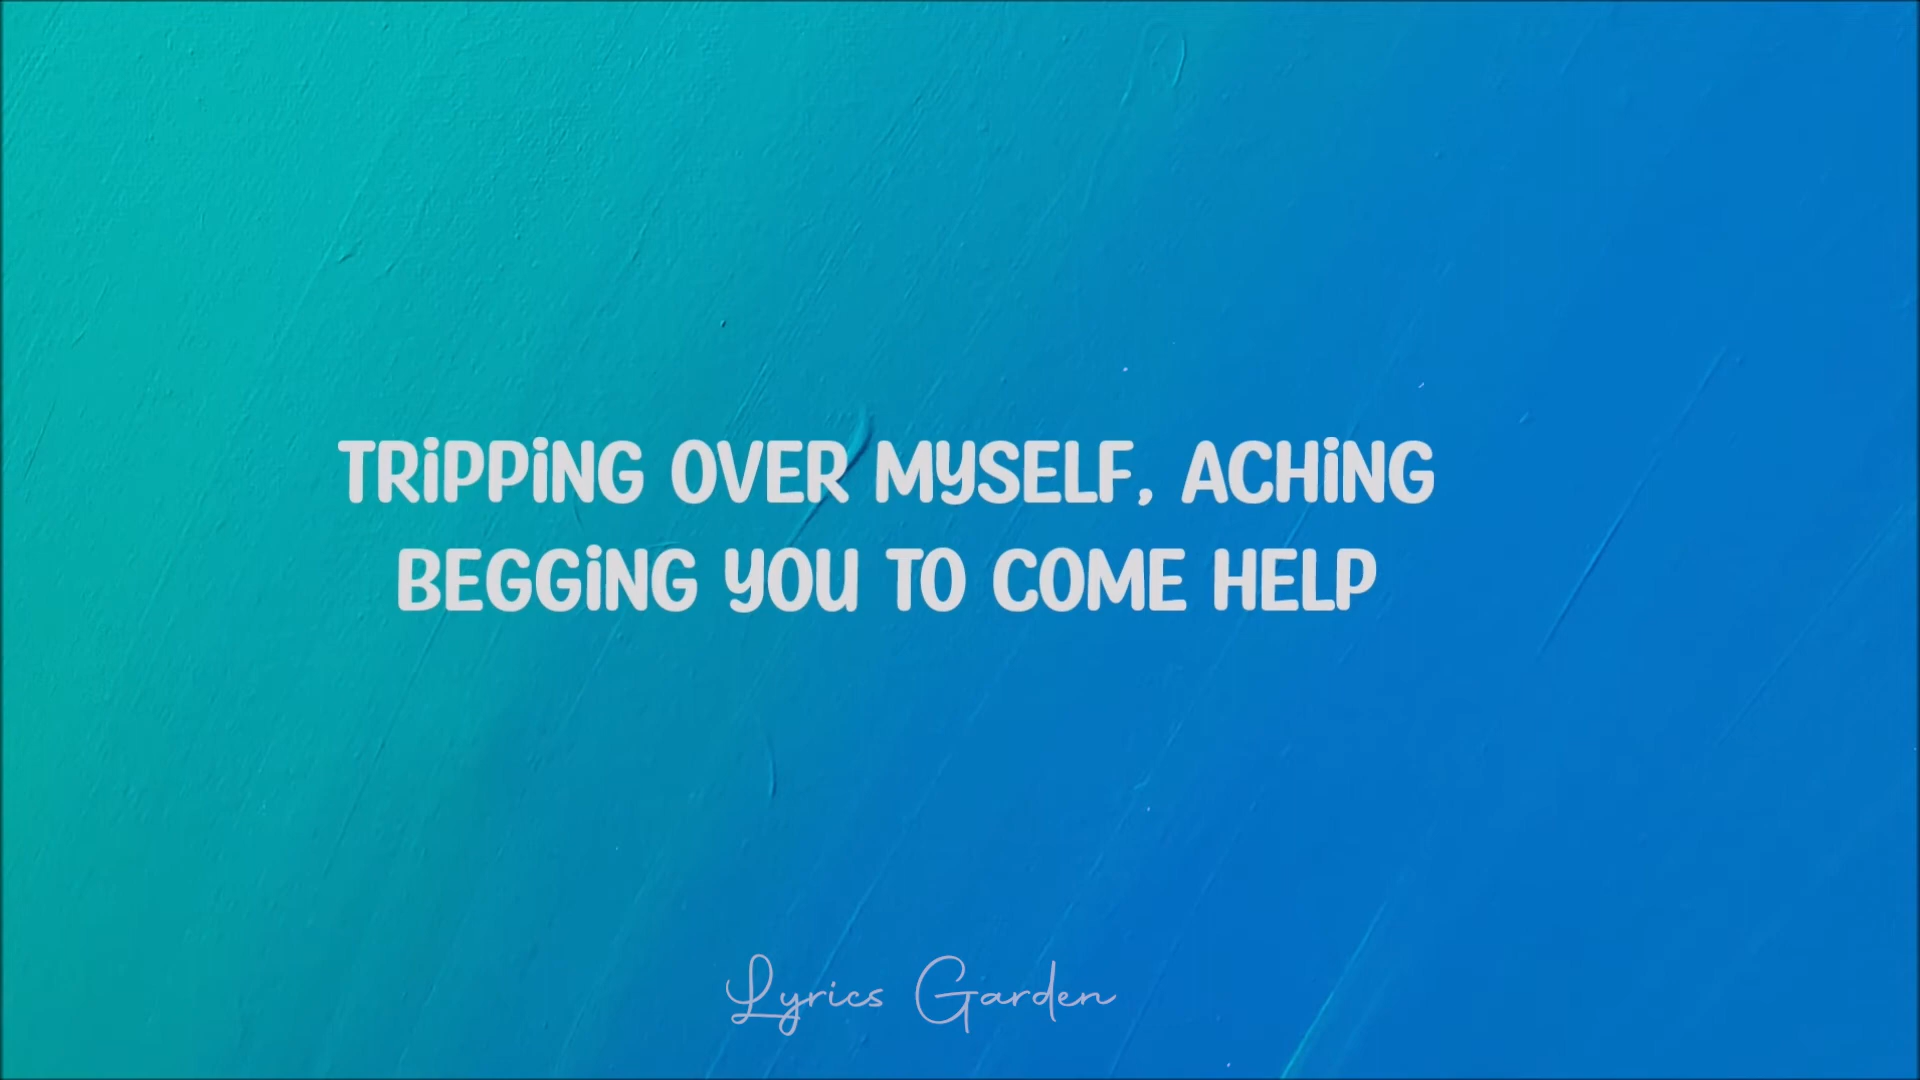 TRiPPiNG OVER MYSELF, ACHiNG
BEGGiNG YOU TO COME HELP
Lyrics Garden